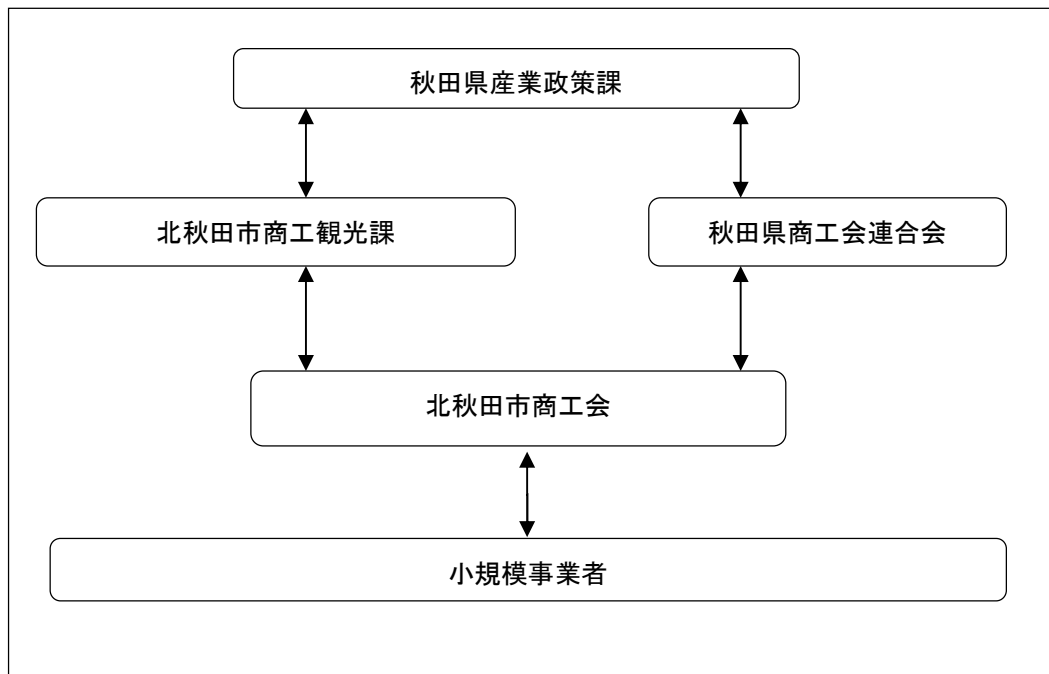 秋田県産業政策課
北秋田市商工観光課
秋田県商工会連合会
北秋田市商工会
小規模事業者